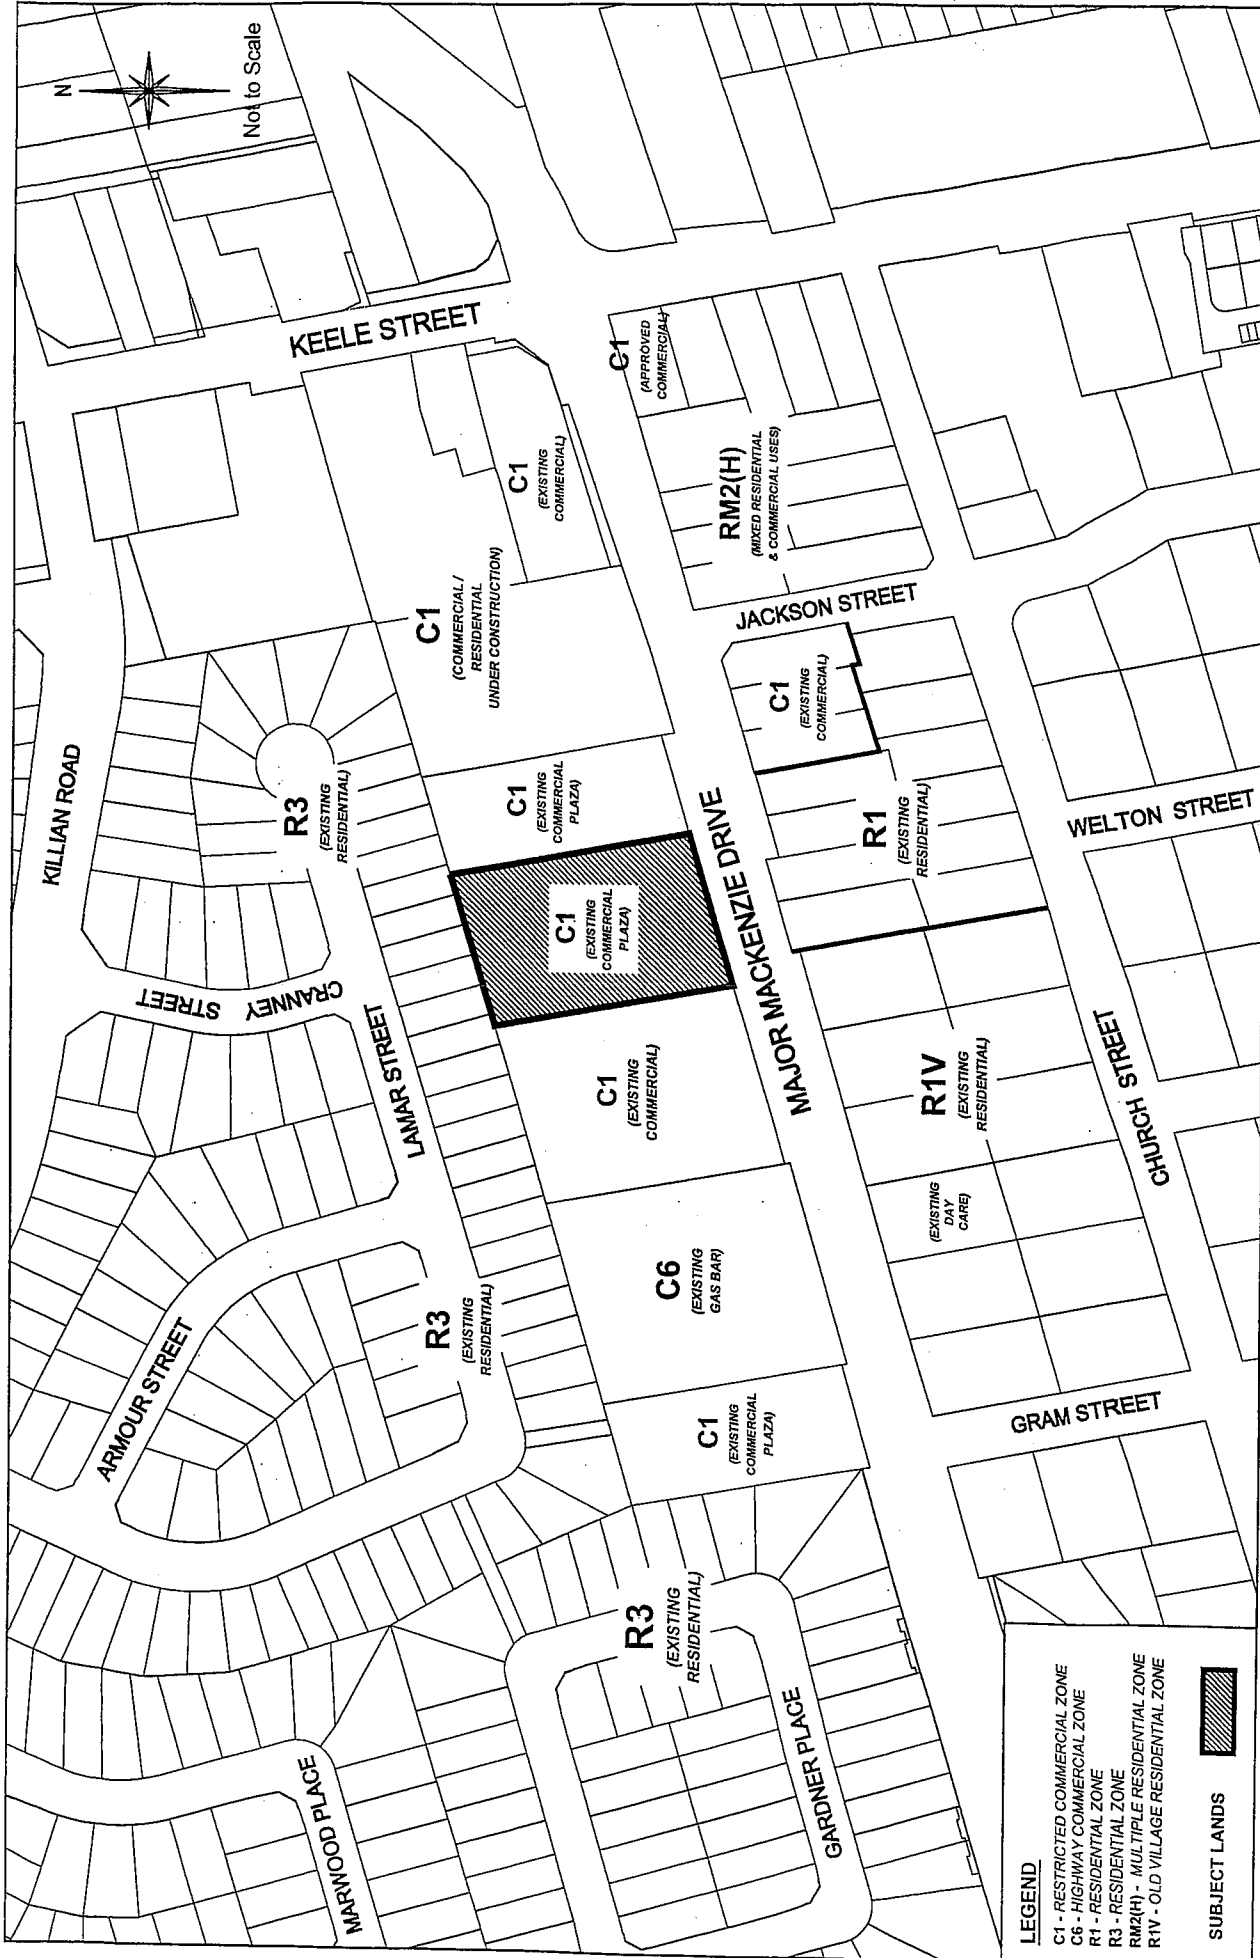 N
Not to Scale
KEELE STREET
C1
(APPROVED
COMMERCIAL)
C1
(EXISTING
COMMERCIAL)
RM2(H)
(MIXED RESIDENTIAL
& COMMERCIAL USES)
C1
(COMMERCIAL /
RESIDENTIAL
UNDER CONSTRUCTION)
JACKSON STREET
C1
(EXISTING
COMMERCIAL)
KILLIAN ROAD
R3
(EXISTING
RESIDENTIAL)
C1
(EXISTING
COMMERCIAL
PLAZA)
R1
(EXISTING
RESIDENTIAL)
WELTON STREET
C1
(EXISTING
COMMERCIAL
PLAZA)
MAJOR MACKENZIE DRIVE
CRANNEY STREET
LAMAR STREET
C1
(EXISTING
COMMERCIAL)
R1V
(EXISTING
RESIDENTIAL)
CHURCH STREET
(EXISTING
DAY
CARE)
C6
(EXISTING
GAS BAR)
R3
(EXISTING
RESIDENTIAL)
ARMOUR STREET
C1
(EXISTING
COMMERCIAL
PLAZA)
GRAM STREET
R3
(EXISTING
RESIDENTIAL)
GARDNER PLACE
MARWOOD PLACE
LEGEND
C1 - RESTRICTED COMMERCIAL ZONE
C6 - HIGHWAY COMMERCIAL ZONE
R1 - RESIDENTIAL ZONE
R3 - RESIDENTIAL ZONE
RM2(H) - MULTIPLE RESIDENTIAL ZONE
R1V - OLD VILLAGE RESIDENTIAL ZONE
SUBJECT LANDS